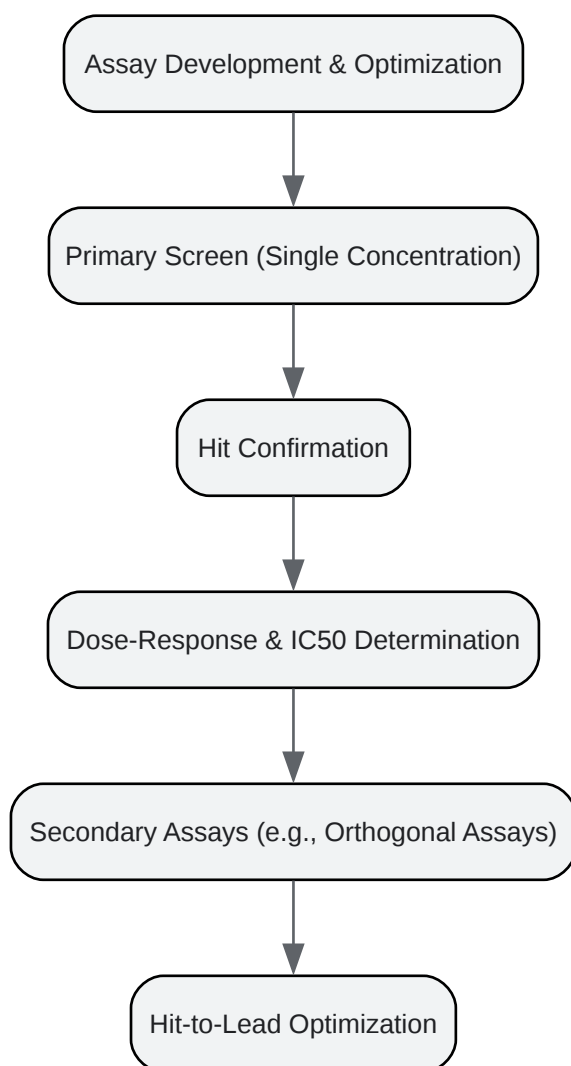 Assay Development & Optimization
Primary Screen (Single Concentration)
Hit Confirmation
Dose-Response & IC50 Determination
Secondary Assays (e.g., Orthogonal Assays)
Hit-to-Lead Optimization